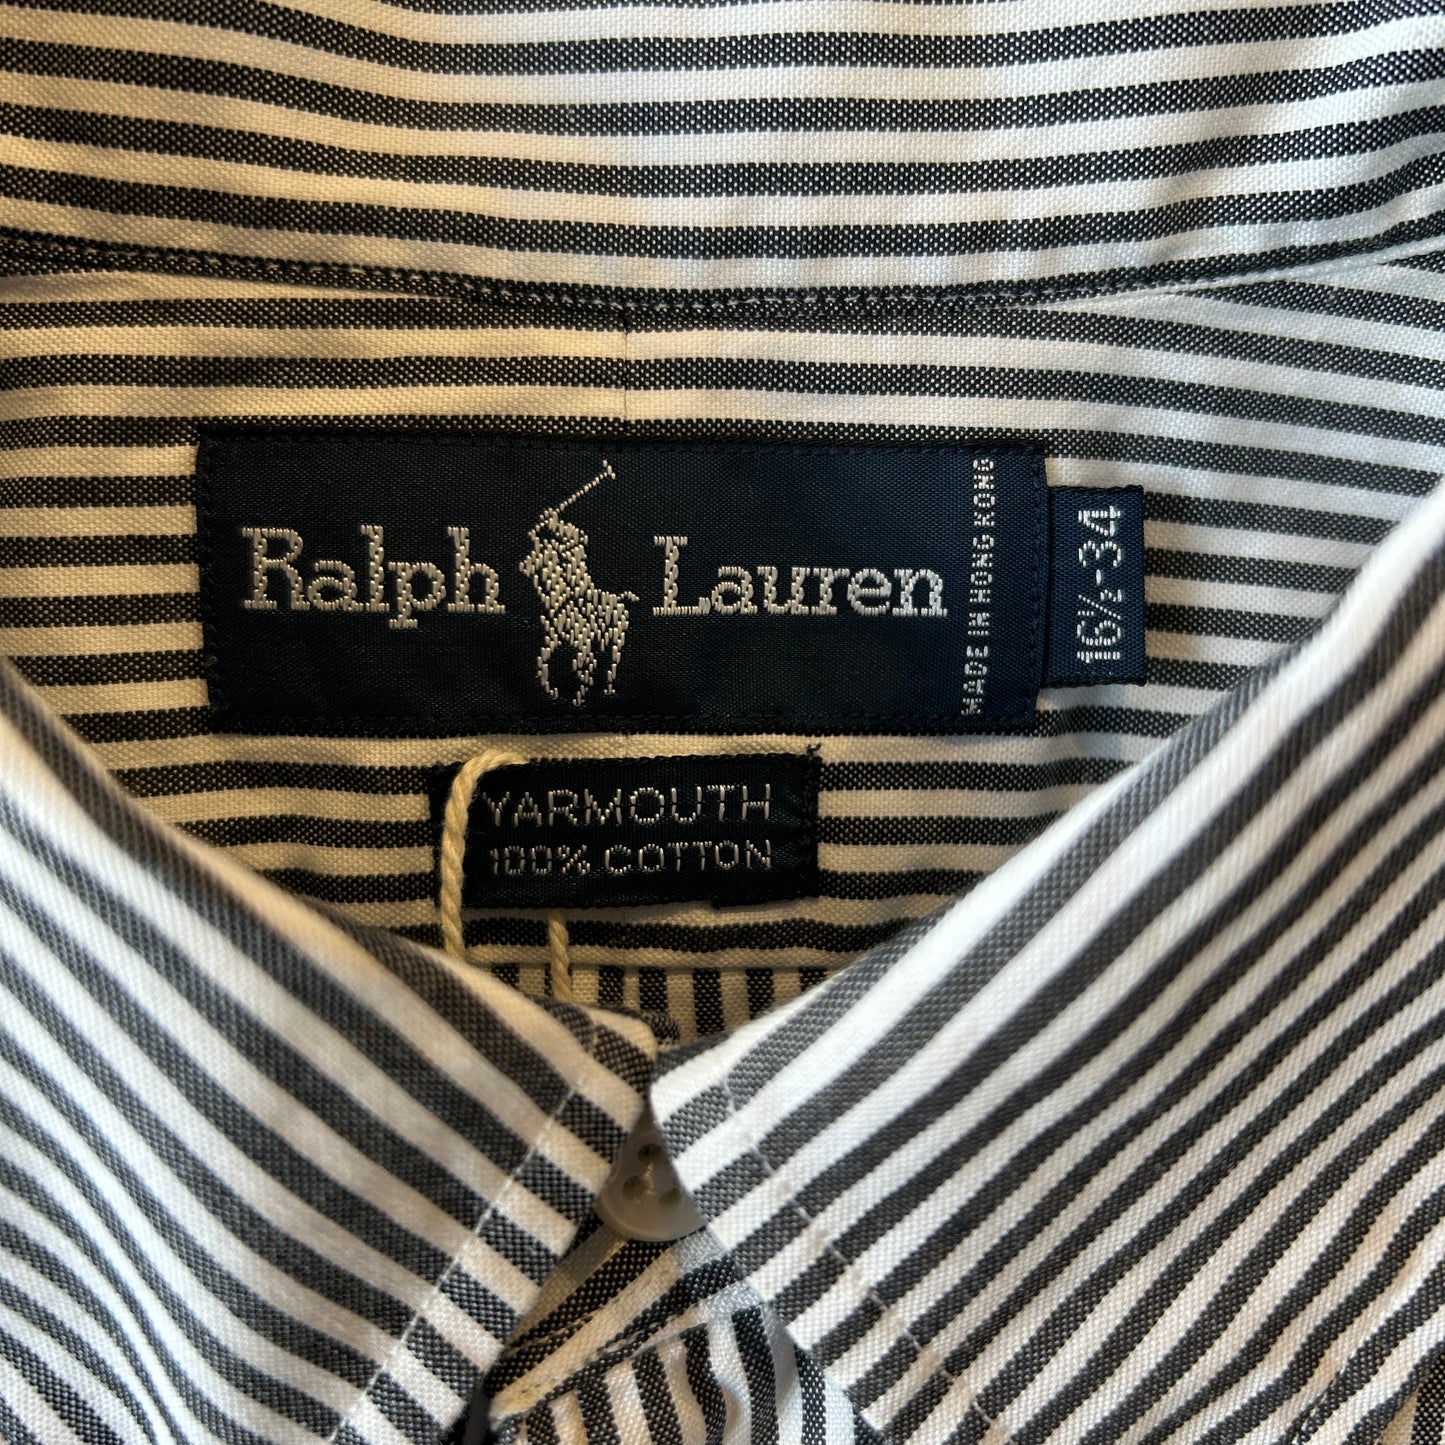 Ralph Lauren
MADE IN HONG KONG
16½-34
YARMOUTH
100% COTTON